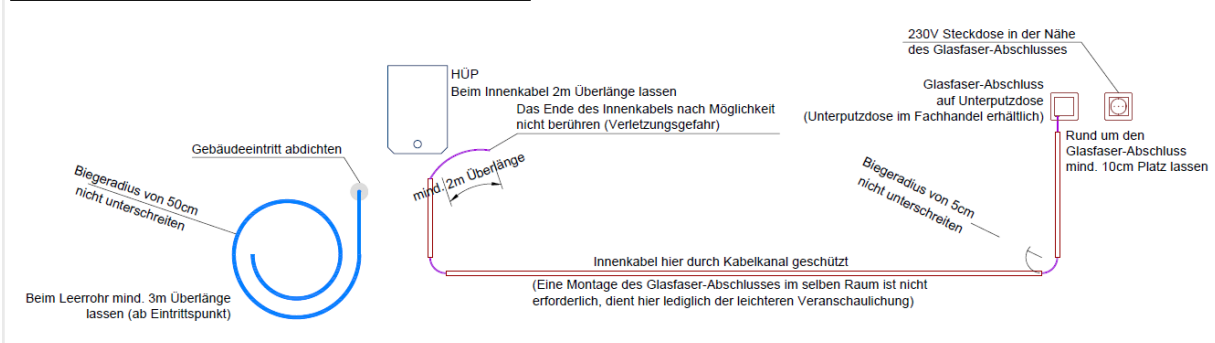 230V Steckdose in der Nähe
des Glasfaser-Abschlusses
HÜP
Beim Innenkabel 2m Überlänge lassen
Das Ende des Innenkabels nach Möglichkeit
nicht berühren (Verletzungsgefahr)
Glasfaser-Abschluss
auf Unterputzdose
(Unterputzdose im Fachhandel erhältlich)
Rund um den
Glasfaser-Abschluss
mind. 10cm Platz lassen
Gebäudeeintritt abdichten
mind. 2m Überlänge
Biegeradius von 50cm
nicht unterschreiten
Biegeradius von 5cm
nicht unterschreiten
Innenkabel hier durch Kabelkanal geschützt
(Eine Montage des Glasfaser-Abschlusses im selben Raum ist nicht
erforderlich, dient hier lediglich der leichteren Veranschaulichung)
Beim Leerrohr mind. 3m Überlänge
lassen (ab Eintrittspunkt)